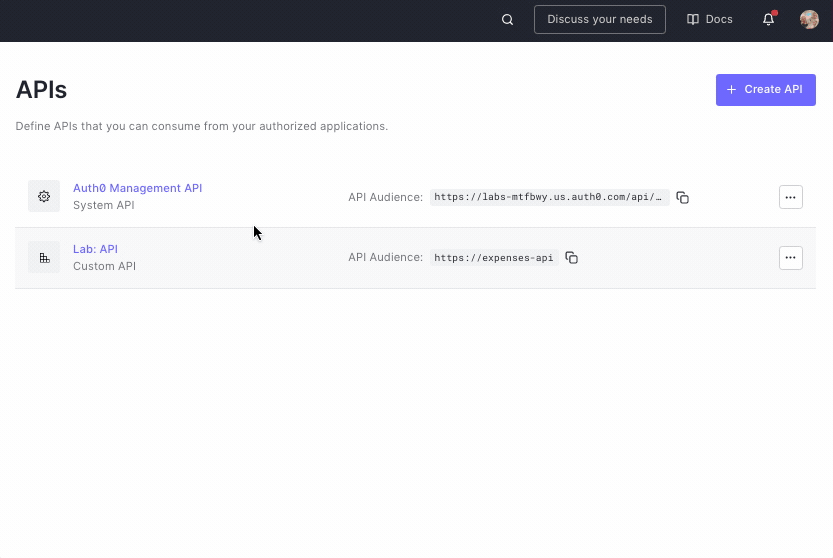 Discuss your needs
Docs
APIs
+ Create API
Define APIs that you can consume from your authorized applications.
Auth0 Management API
System API
API Audience: https://labs-mtfbwy.us.auth0.com/api/…
Lab: API
Custom API
API Audience: https://expenses-api